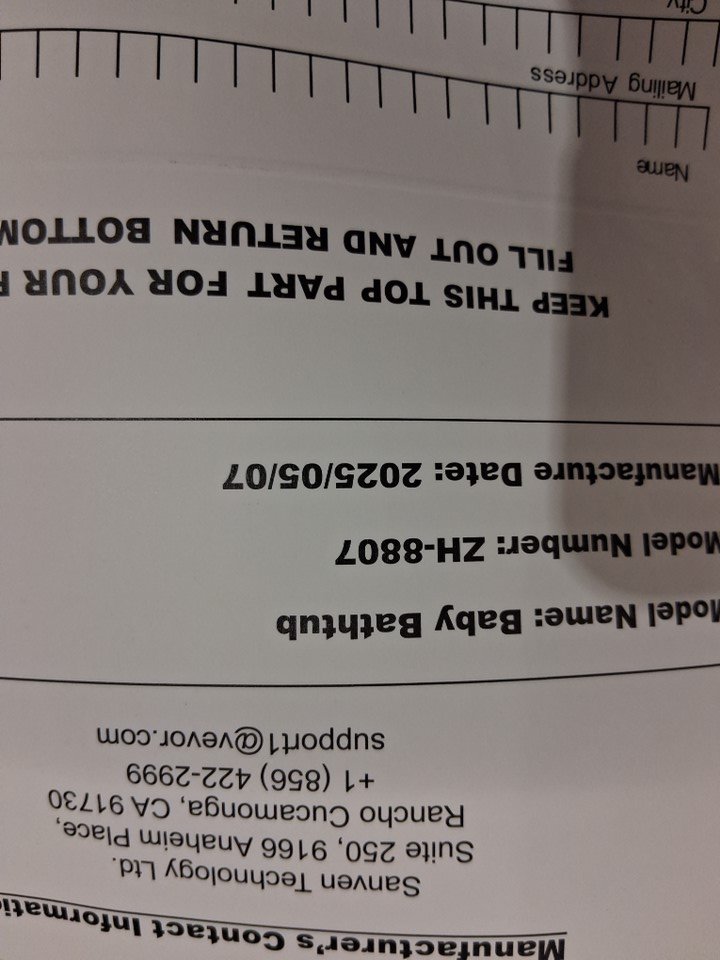 Manufacturer's Contact Informati
Sanven Technology Ltd.
Suite 250, 9166 Anaheim Place,
Rancho Cucamonga, CA 91730
+1 (856) 422-2999
support1@vevor.com
Model Name: Baby Bathtub
Model Number: ZH-8807
Manufacture Date: 2025/05/07
KEEP THIS TOP PART FOR YOUR
FILL OUT AND RETURN BOTTOM
Name
Mailing Address
City